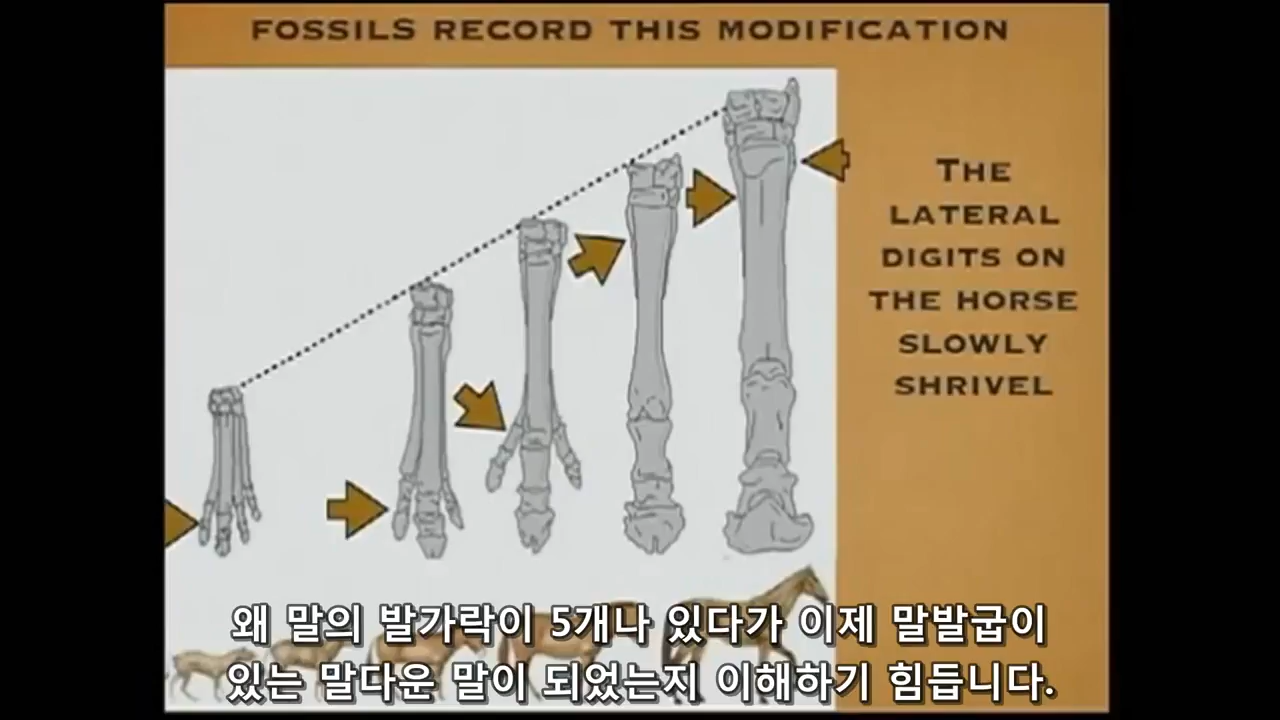 FOSSILS RECORD THIS MODIFICATION
THE
LATERAL
DIGITS ON
THE HORSE
SLOWLY
SHRIVEL
왜 말의 발가락이 5개나 있다가 이제 말발굽이
있는 말다운 말이 되었는지 이해하기 힘듭니다.